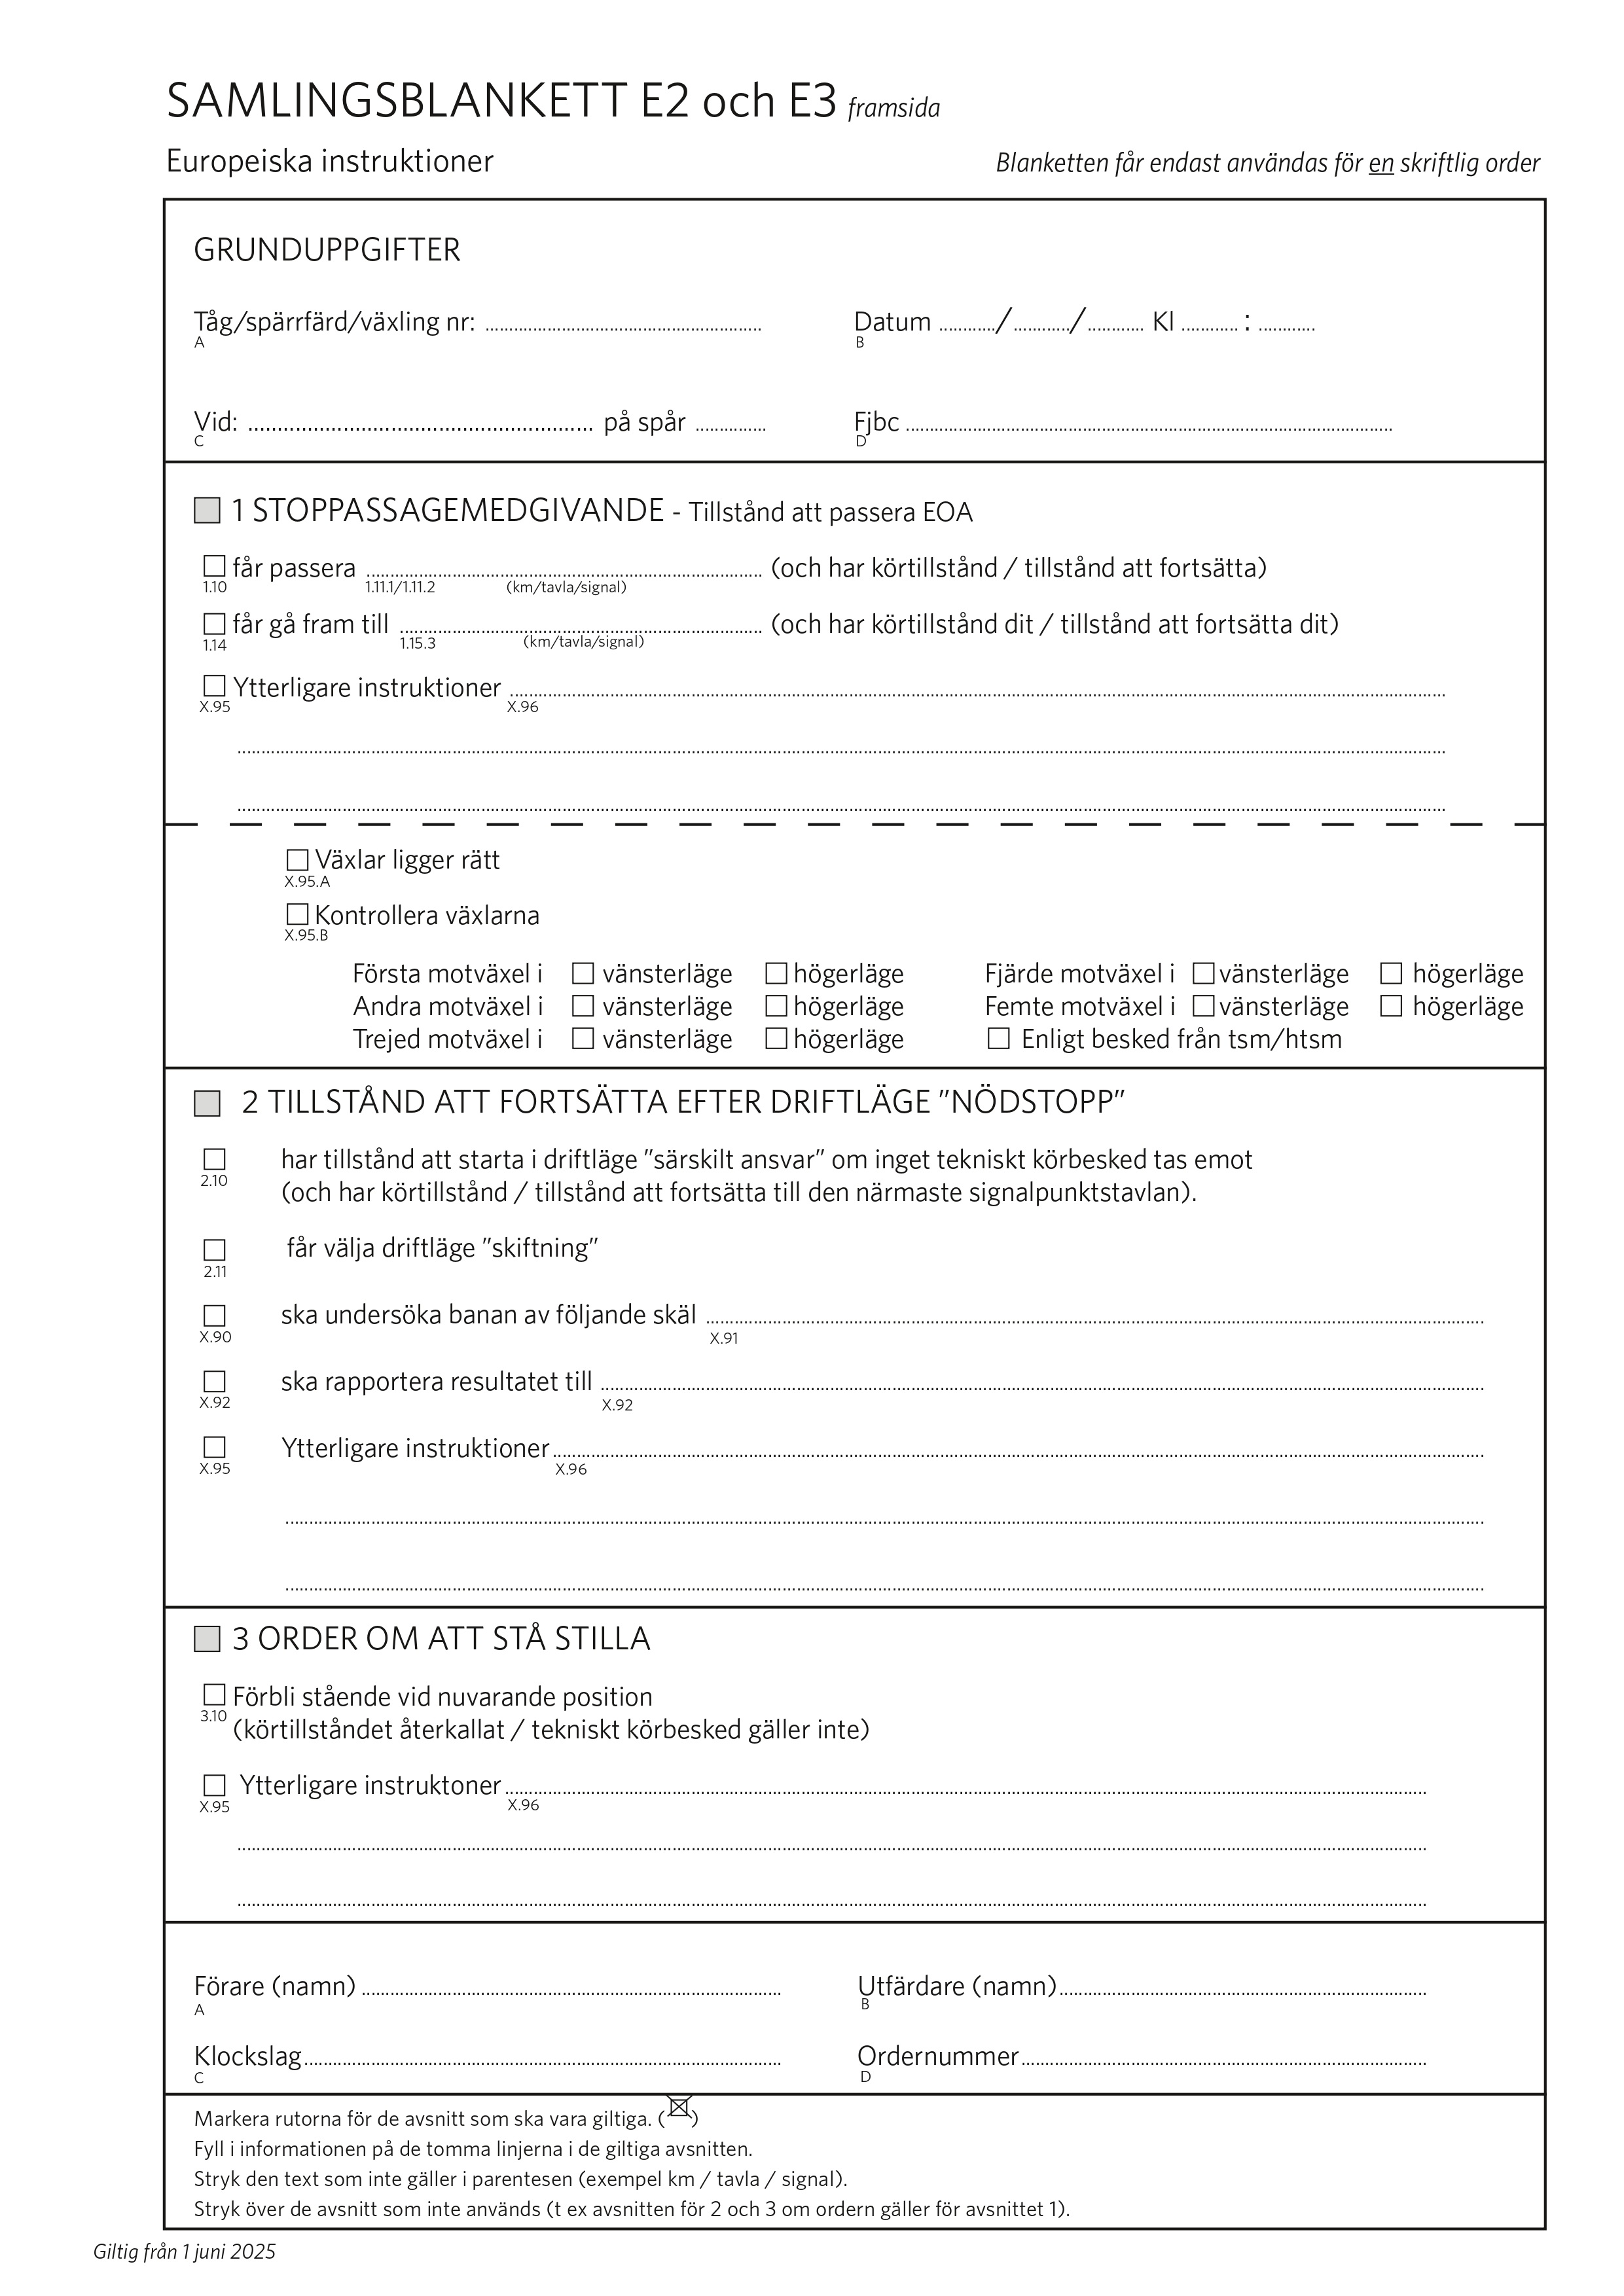 SAMLINGSBLANKETT E2 och E3 framsida
Europeiska instruktioner
Blanketten får endast användas för en skriftlig order
GRUNDUPPGIFTER
Tåg/spärrfärd/växling nr: ........................ Datum ............/............/............ Kl ............ : ............
A B
Vid: ........................ på spår ............... Fjbc ........................
C D
1 STOPPASSAGEMEDGIVANDE - Tillstånd att passera EOA
får passera ........................ (och har körtillstånd / tillstånd att fortsätta)
1.10 1.11.1/1.11.2 (km/tavla/signal)
får gå fram till ........................ (och har körtillstånd dit / tillstånd att fortsätta dit)
1.14 1.15.3 (km/tavla/signal)
Ytterligare instruktioner ........................
X.95 X.96
Växlar ligger rätt
X.95.A
Kontrollera växlarna
X.95.B
Första motväxel i vänsterläge högerläge Fjärde motväxel i vänsterläge högerläge
Andra motväxel i vänsterläge högerläge Femte motväxel i vänsterläge högerläge
Trejed motväxel i vänsterläge högerläge Enligt besked från tsm/htsm
2 TILLSTÅND ATT FORTSÄTTA EFTER DRIFTLÄGE ”NÖDSTOPP”
har tillstånd att starta i driftläge ”särskilt ansvar” om inget tekniskt körbesked tas emot
2.10
(och har körtillstånd / tillstånd att fortsätta till den närmaste signalpunktstavlan).
får välja driftläge ”skiftning”
2.11
ska undersöka banan av följande skäl ........................
X.90 X.91
ska rapportera resultatet till ........................
X.92 X.92
Ytterligare instruktioner ........................
X.95 X.96
3 ORDER OM ATT STÅ STILLA
Förbli stående vid nuvarande position
3.10
(körtillståndet återkallat / tekniskt körbesked gäller inte)
Ytterligare instruktoner ........................
X.95 X.96
Förare (namn) ........................ Utfärdare (namn) ........................
A B
Klockslag ........................ Ordernummer ........................
C D
Markera rutorna för de avsnitt som ska vara giltiga. (☒)
Fyll i informationen på de tomma linjerna i de giltiga avsnitten.
Stryk den text som inte gäller i parentesen (exempel km / tavla / signal).
Stryk över de avsnitt som inte används (t ex avsnitten för 2 och 3 om ordern gäller för avsnittet 1).
Giltig från 1 juni 2025